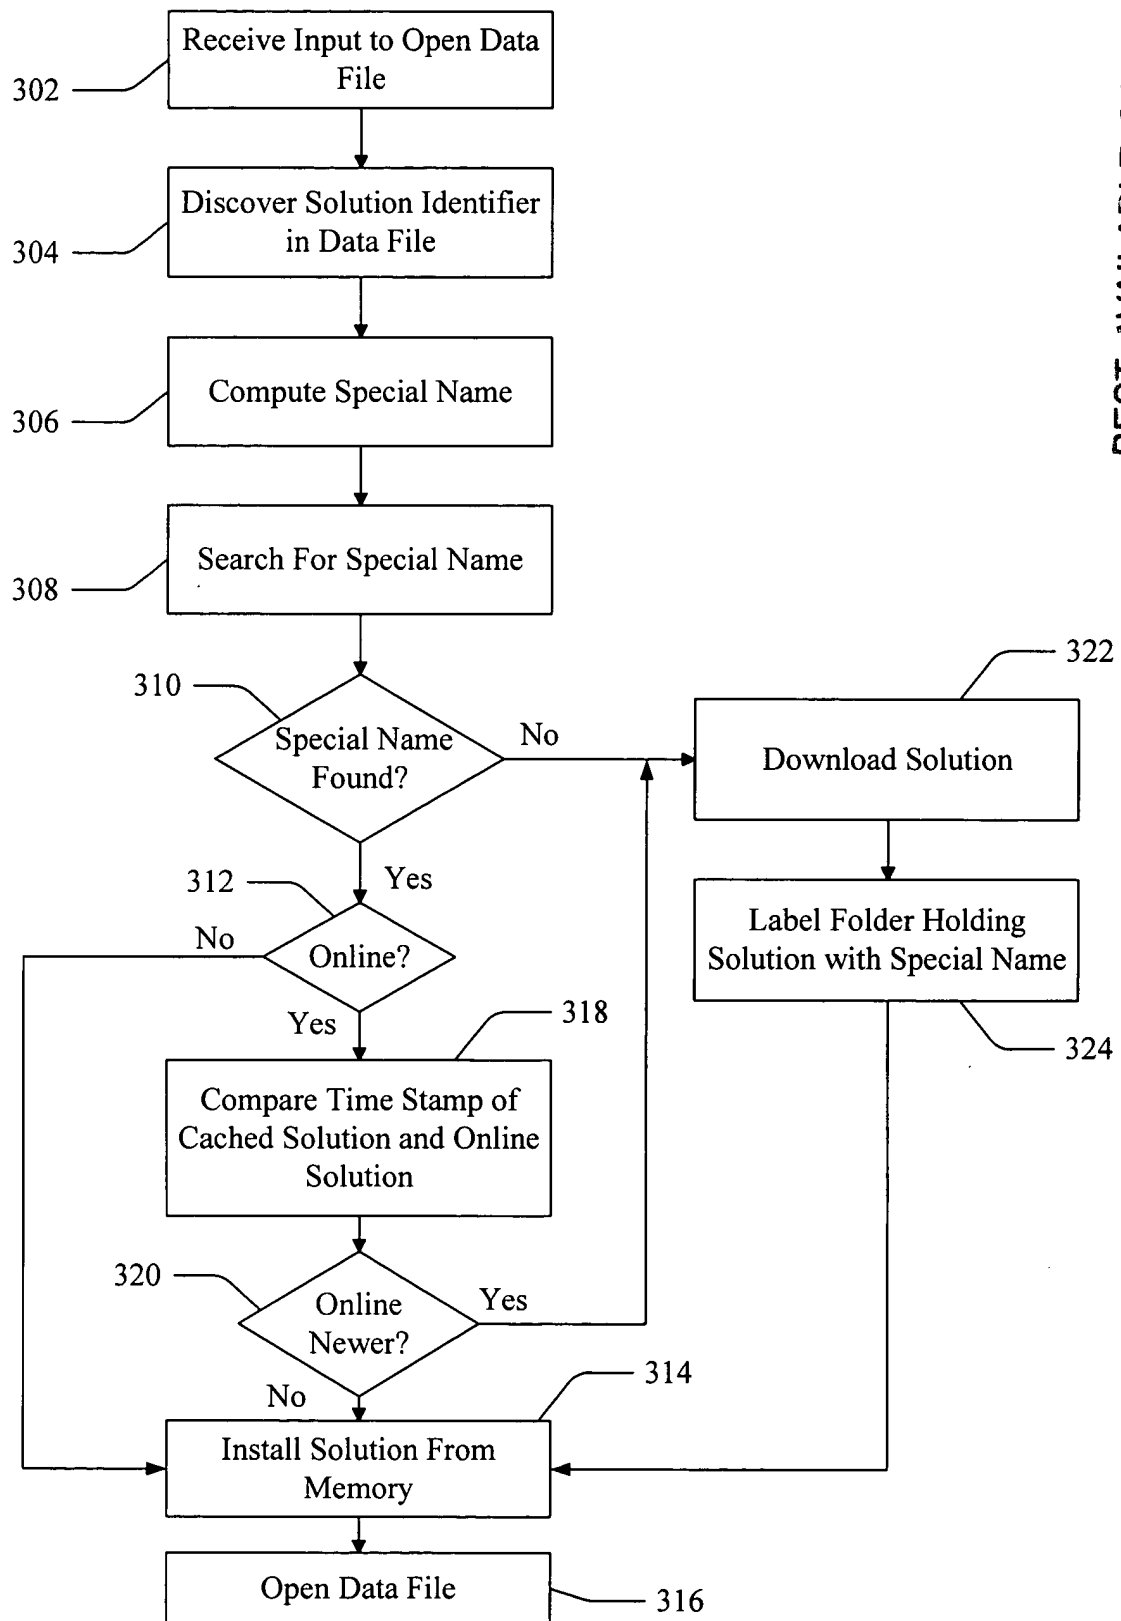 Receive Input to Open Data
File
302
Discover Solution Identifier
in Data File
304
Compute Special Name
306
Search For Special Name
308
310
Special Name
Found?
No
Yes
322
Download Solution
312
Online?
No
Yes
Label Folder Holding
Solution with Special Name
324
318
Compare Time Stamp of
Cached Solution and Online
Solution
320
Online
Newer?
Yes
No
314
Install Solution From
Memory
Open Data File
316